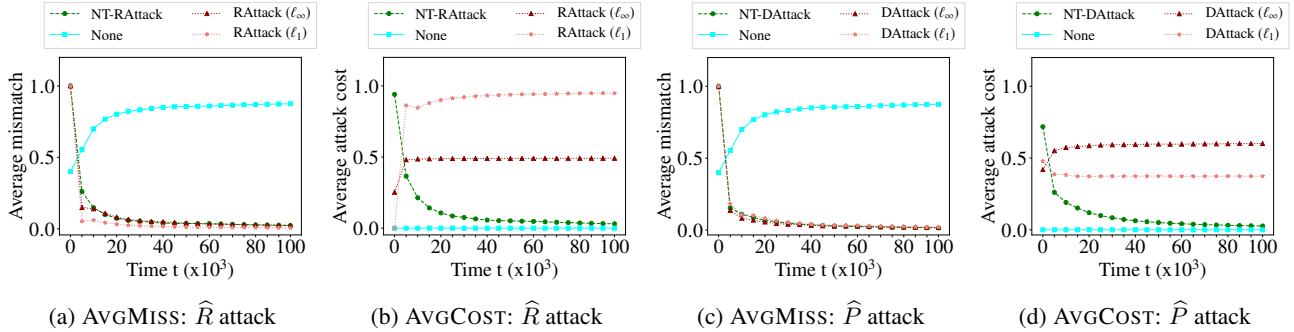 NT-RAttack
None
RAttack (ℓ∞)
RAttack (ℓ1)
Average mismatch
1.0
0.5
0.0
0 20 40 60 80 100
Time t (x10³)
(a) AVGMISS: R̂ attack
NT-RAttack
None
RAttack (ℓ∞)
RAttack (ℓ1)
Average attack cost
1.0
0.5
0.0
0 20 40 60 80 100
Time t (x10³)
(b) AVGCOST: R̂ attack
NT-DAttack
None
DAttack (ℓ∞)
DAttack (ℓ1)
Average mismatch
1.0
0.5
0.0
0 20 40 60 80 100
Time t (x10³)
(c) AVGMISS: P̂ attack
NT-DAttack
None
DAttack (ℓ∞)
DAttack (ℓ1)
Average attack cost
1.0
0.5
0.0
0 20 40 60 80 100
Time t (x10³)
(d) AVGCOST: P̂ attack